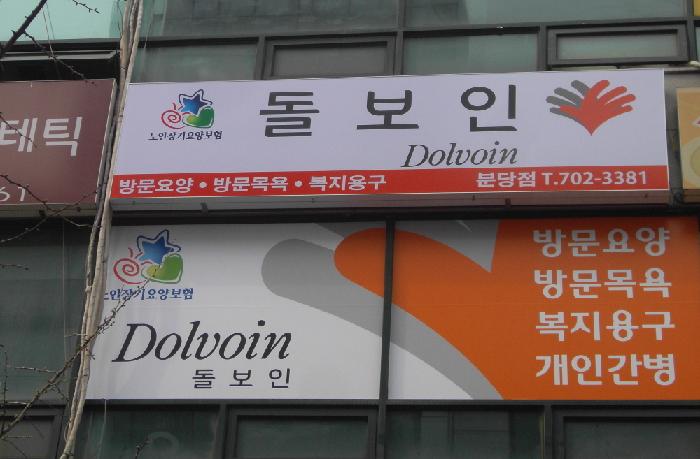 테틱
61
노인장기요양보험
돌보인
Dolvoin
방문요양 • 방문목욕 • 복지용구
분당점 T.702-3381
노인장기요양보험
Dolvoin
돌보인
방문요양
방문목욕
복지용구
개인간병